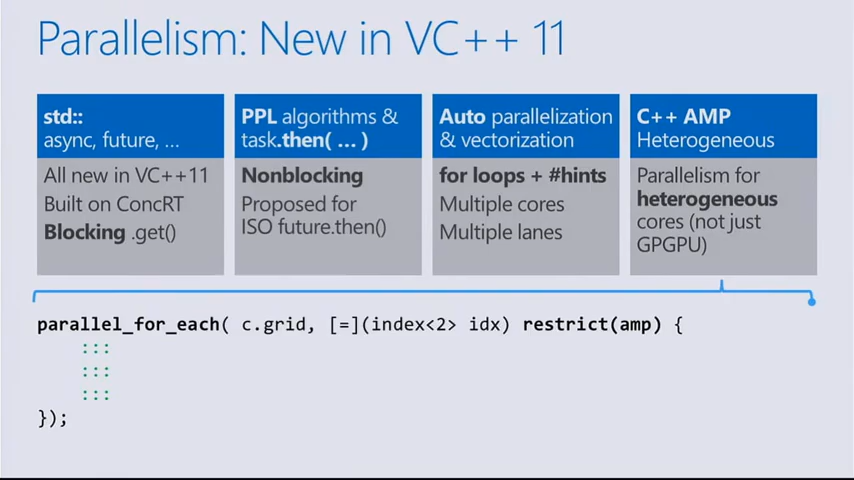 Parallelism: New in VC++ 11
std::
async, future, ...
All new in VC++11
Built on ConcRT
Blocking .get()
PPL algorithms &
task.then( ... )
Nonblocking
Proposed for
ISO future.then()
Auto parallelization
& vectorization
for loops + #hints
Multiple cores
Multiple lanes
C++ AMP
Heterogeneous
Parallelism for
heterogeneous
cores (not just
GPGPU)
parallel_for_each( c.grid, [=](index<2> idx) restrict(amp) {
:::
:::
:::
});